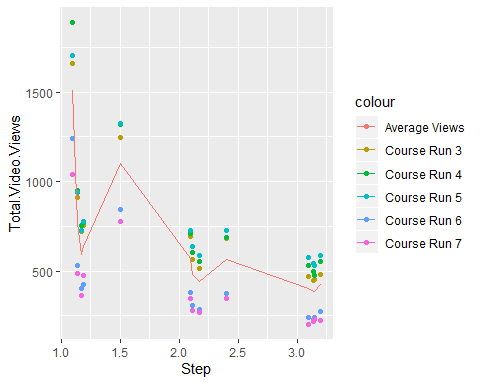 Total.Video.Views
1500
1000
500
1.0 1.5 2.0 2.5 3.0
Step
colour
Average Views
Course Run 3
Course Run 4
Course Run 5
Course Run 6
Course Run 7